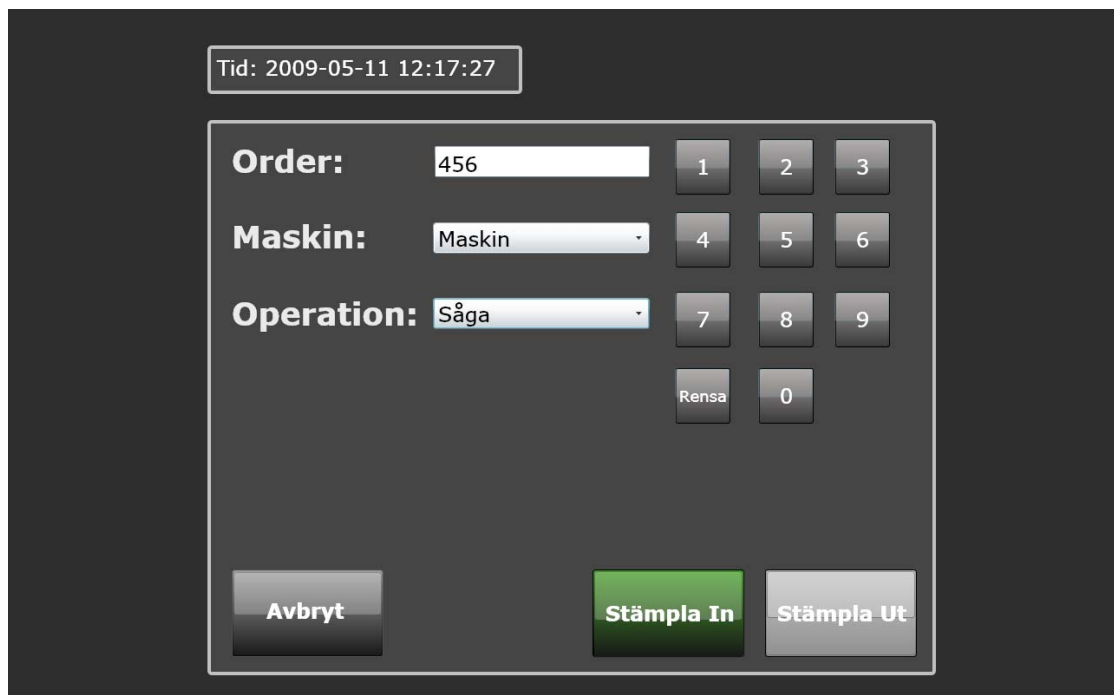 Tid: 2009-05-11 12:17:27
Order: 456 1 2 3
Maskin: Maskin 4 5 6
Operation: Såga 7 8 9
Rensa 0
Avbryt Stämpla In Stämpla Ut